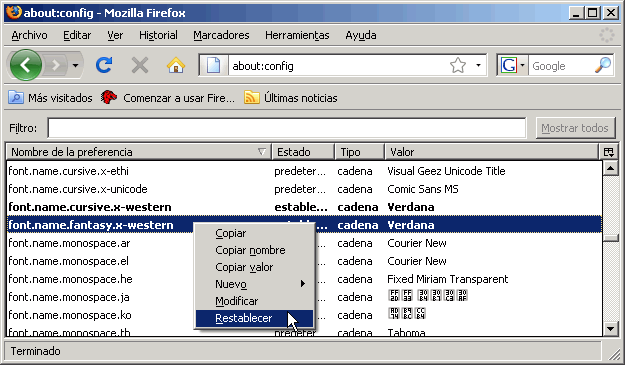 about:config - Mozilla Firefox
Archivo Editar Ver Historial Marcadores Herramientas Ayuda
about:config
Google
Más visitados Comenzar a usar Fire... Últimas noticias
Filtro: Mostrar todos
Nombre de la preferencia Estado Tipo Valor
font.name.cursive.x-ethi predeter... cadena Visual Geez Unicode Title
font.name.cursive.x-unicode predeter... cadena Comic Sans MS
font.name.cursive.x-western estable... cadena Verdana
font.name.fantasy.x-western estable... cadena Verdana
font.name.monospace.ar predeter... cadena Courier New
font.name.monospace.el predeter... cadena Courier New
font.name.monospace.he cadena Fixed Miriam Transparent
font.name.monospace.ja cadena
font.name.monospace.ko cadena
font.name.monospace.th predeter... cadena Tahoma
Copiar
Copiar nombre
Copiar valor
Nuevo
Modificar
Restablecer
Terminado